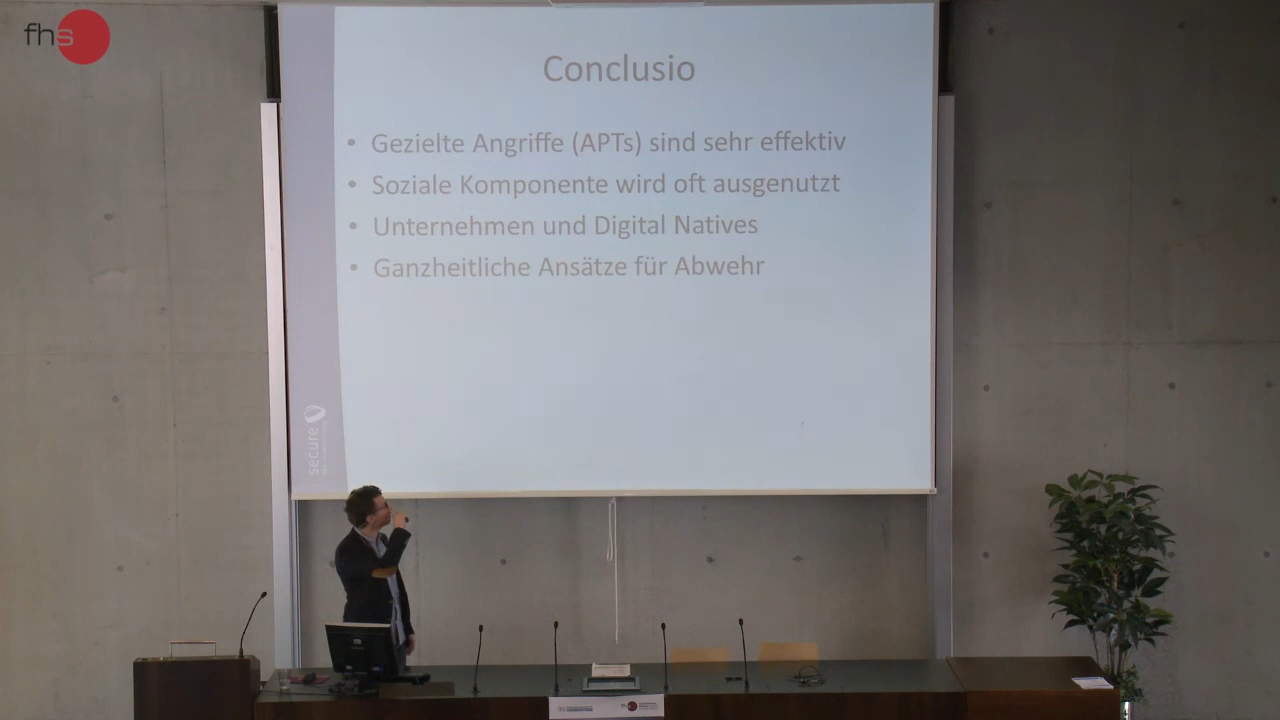 fhs
Conclusio
• Gezielte Angriffe (APTs) sind sehr effektiv
• Soziale Komponente wird oft ausgenutzt
• Unternehmen und Digital Natives
• Ganzheitliche Ansätze für Abwehr
secure